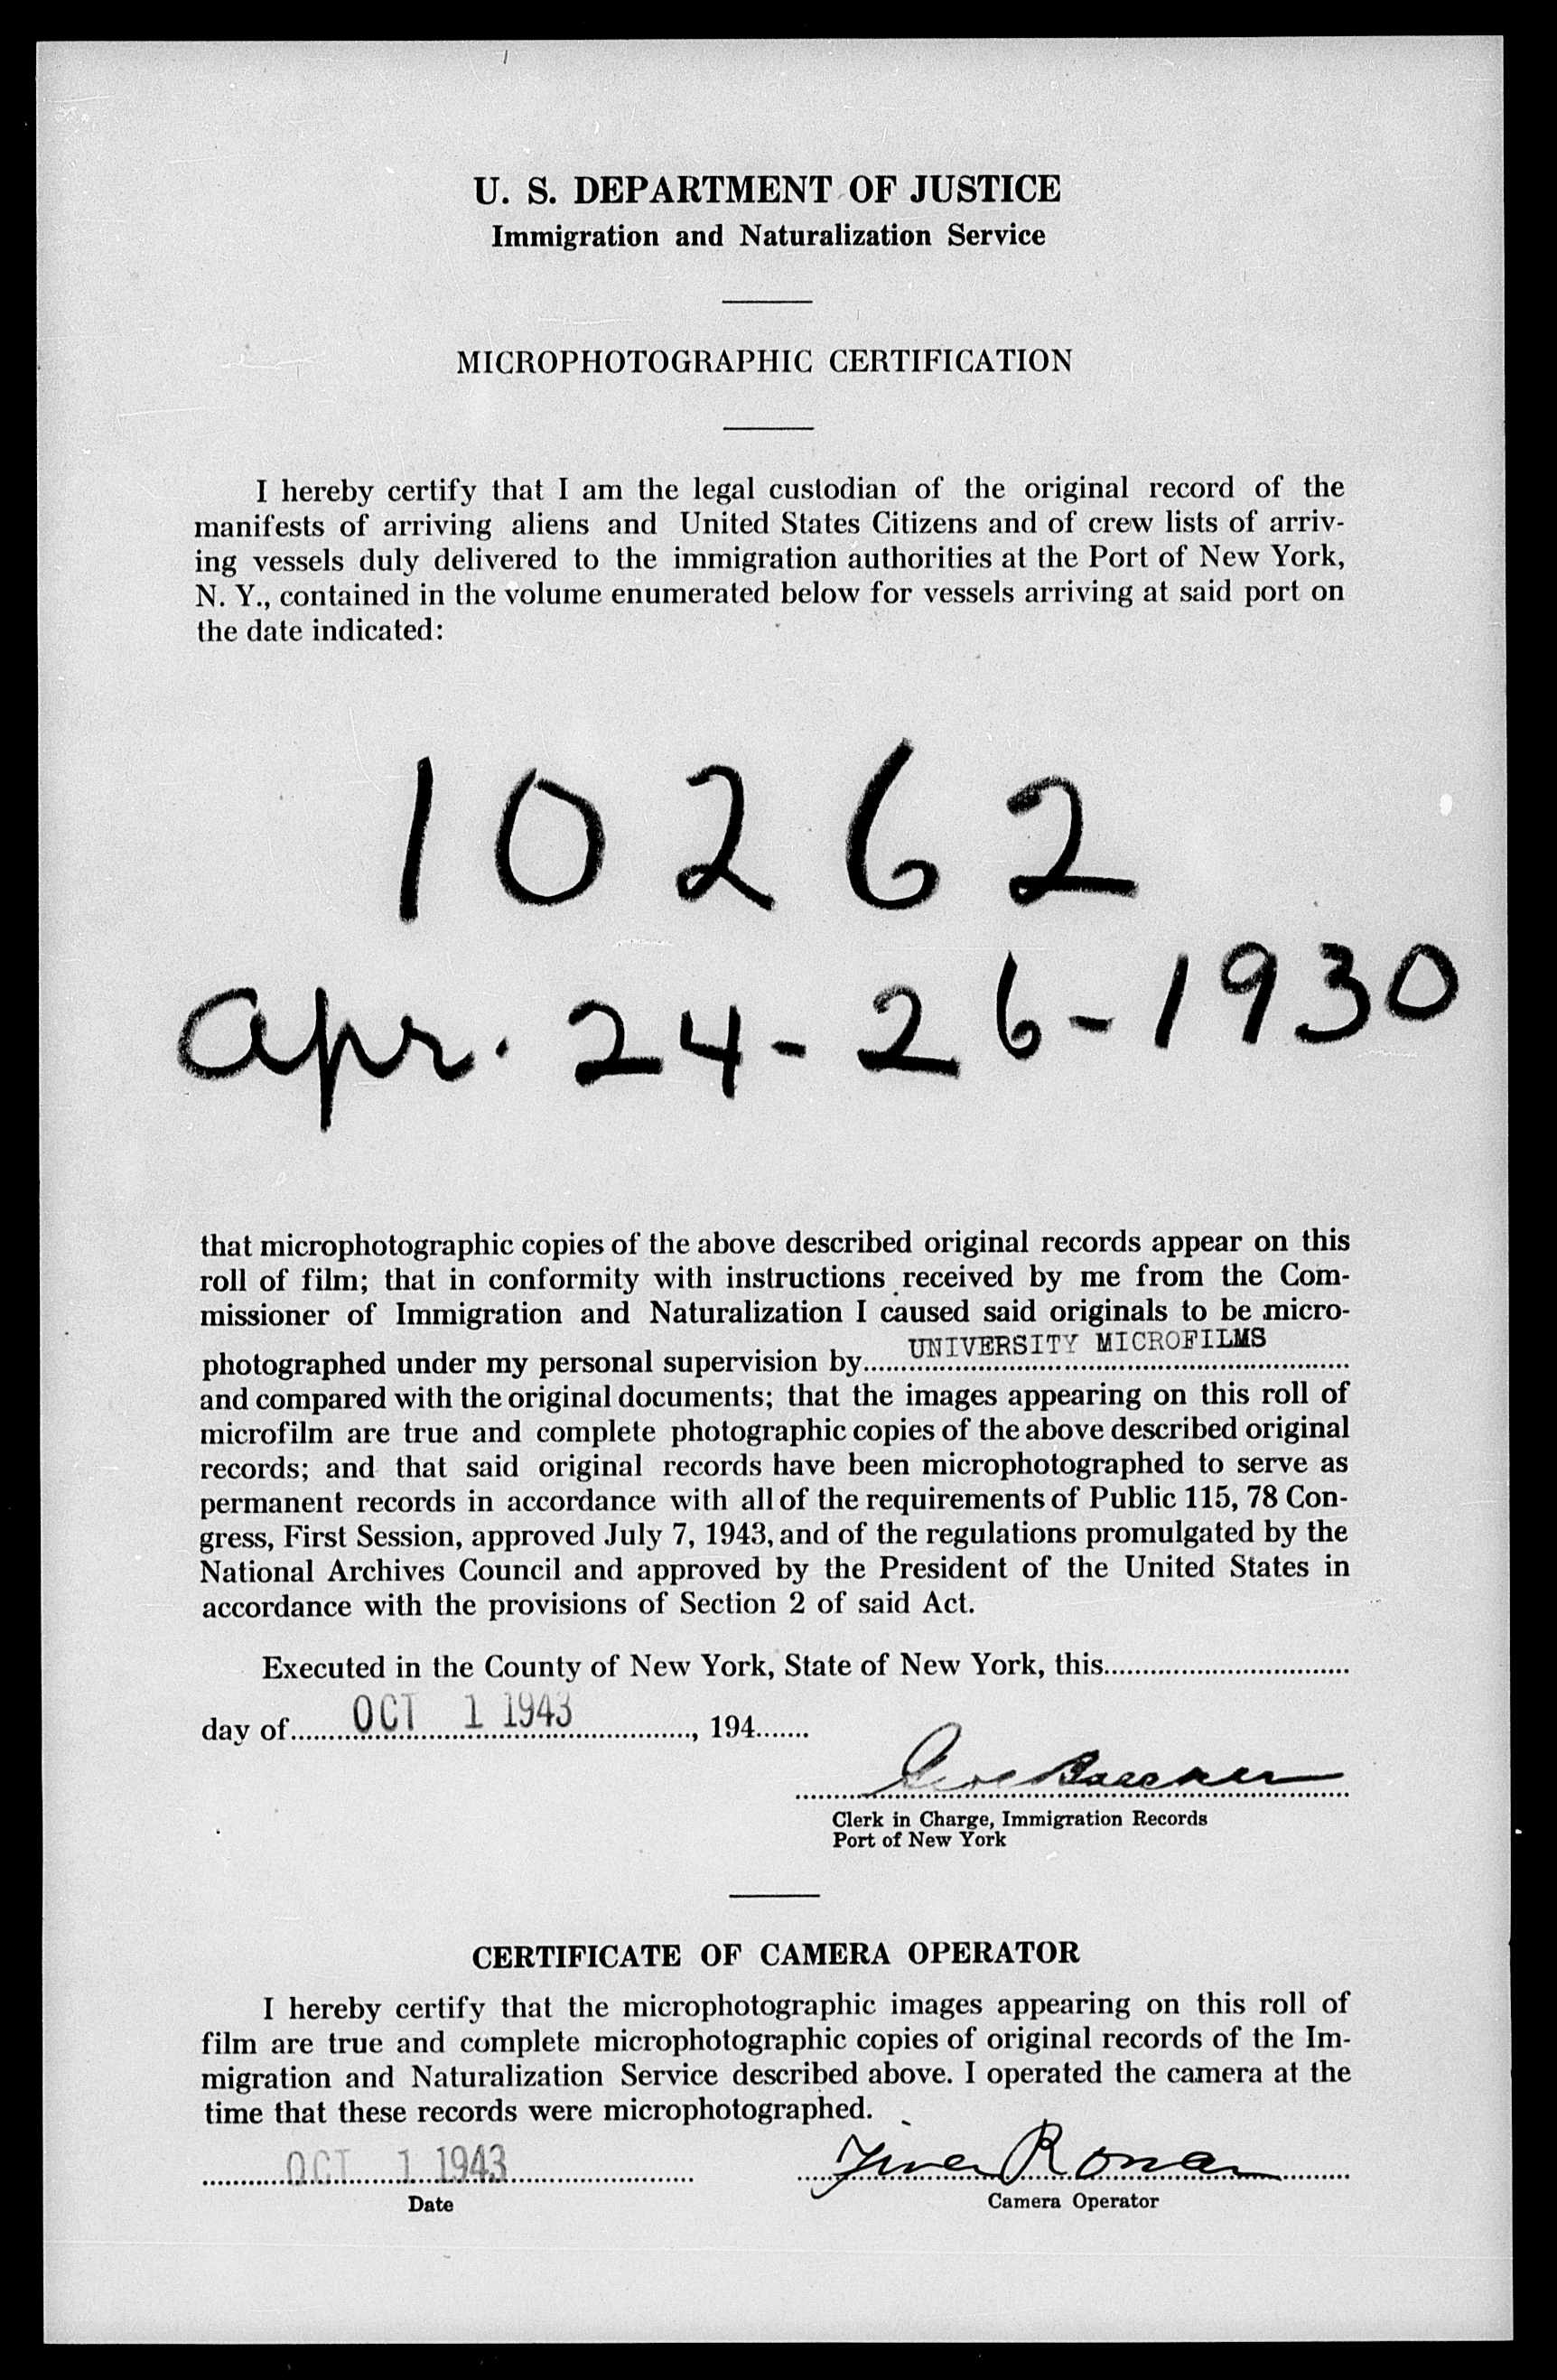 U. S. DEPARTMENT OF JUSTICE
Immigration and Naturalization Service
MICROPHOTOGRAPHIC CERTIFICATION
I hereby certify that I am the legal custodian of the original record of the
manifests of arriving aliens and United States Citizens and of crew lists of arriv-
ing vessels duly delivered to the immigration authorities at the Port of New York,
N. Y., contained in the volume enumerated below for vessels arriving at said port on
the date indicated:
10262
apr. 24-26-1930
that microphotographic copies of the above described original records appear on this
roll of film; that in conformity with instructions received by me from the Com-
missioner of Immigration and Naturalization I caused said originals to be micro-
photographed under my personal supervision by UNIVERSITY MICROFILMS
and compared with the original documents; that the images appearing on this roll of
microfilm are true and complete photographic copies of the above described original
records; and that said original records have been microphotographed to serve as
permanent records in accordance with all of the requirements of Public 115, 78 Con-
gress, First Session, approved July 7, 1943, and of the regulations promulgated by the
National Archives Council and approved by the President of the United States in
accordance with the provisions of Section 2 of said Act.
Executed in the County of New York, State of New York, this
day of OCT 1 1943, 194
Clerk in Charge, Immigration Records
Port of New York
CERTIFICATE OF CAMERA OPERATOR
I hereby certify that the microphotographic images appearing on this roll of
film are true and complete microphotographic copies of original records of the Im-
migration and Naturalization Service described above. I operated the camera at the
time that these records were microphotographed.
OCT 1 1943
Date
Camera Operator